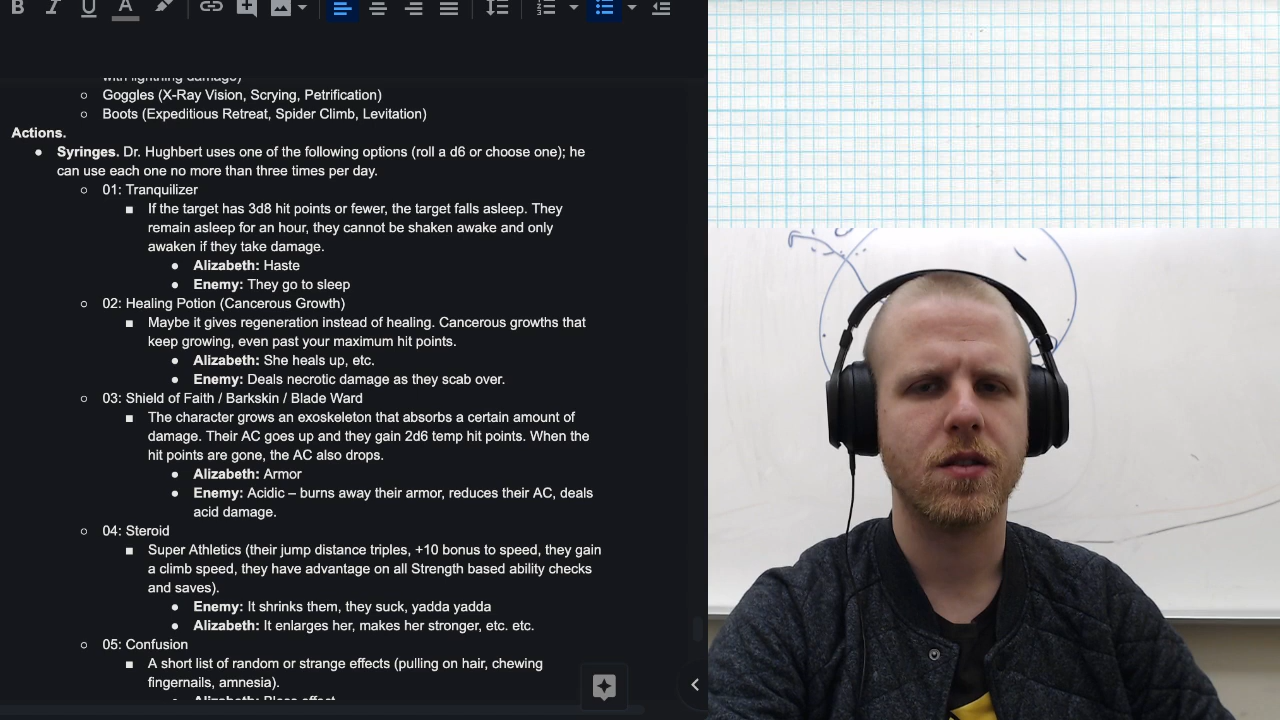 with lightning damage)
○ Goggles (X-Ray Vision, Scrying, Petrification)
○ Boots (Expeditious Retreat, Spider Climb, Levitation)
Actions.
● Syringes. Dr. Hughbert uses one of the following options (roll a d6 or choose one); he
can use each one no more than three times per day.
○ 01: Tranquilizer
■ If the target has 3d8 hit points or fewer, the target falls asleep. They
remain asleep for an hour, they cannot be shaken awake and only
awaken if they take damage.
● Alizabeth: Haste
● Enemy: They go to sleep
○ 02: Healing Potion (Cancerous Growth)
■ Maybe it gives regeneration instead of healing. Cancerous growths that
keep growing, even past your maximum hit points.
● Alizabeth: She heals up, etc.
● Enemy: Deals necrotic damage as they scab over.
○ 03: Shield of Faith / Barkskin / Blade Ward
■ The character grows an exoskeleton that absorbs a certain amount of
damage. Their AC goes up and they gain 2d6 temp hit points. When the
hit points are gone, the AC also drops.
● Alizabeth: Armor
● Enemy: Acidic – burns away their armor, reduces their AC, deals
acid damage.
○ 04: Steroid
■ Super Athletics (their jump distance triples, +10 bonus to speed, they gain
a climb speed, they have advantage on all Strength based ability checks
and saves).
● Enemy: It shrinks them, they suck, yadda yadda
● Alizabeth: It enlarges her, makes her stronger, etc. etc.
○ 05: Confusion
■ A short list of random or strange effects (pulling on hair, chewing
fingernails, amnesia).